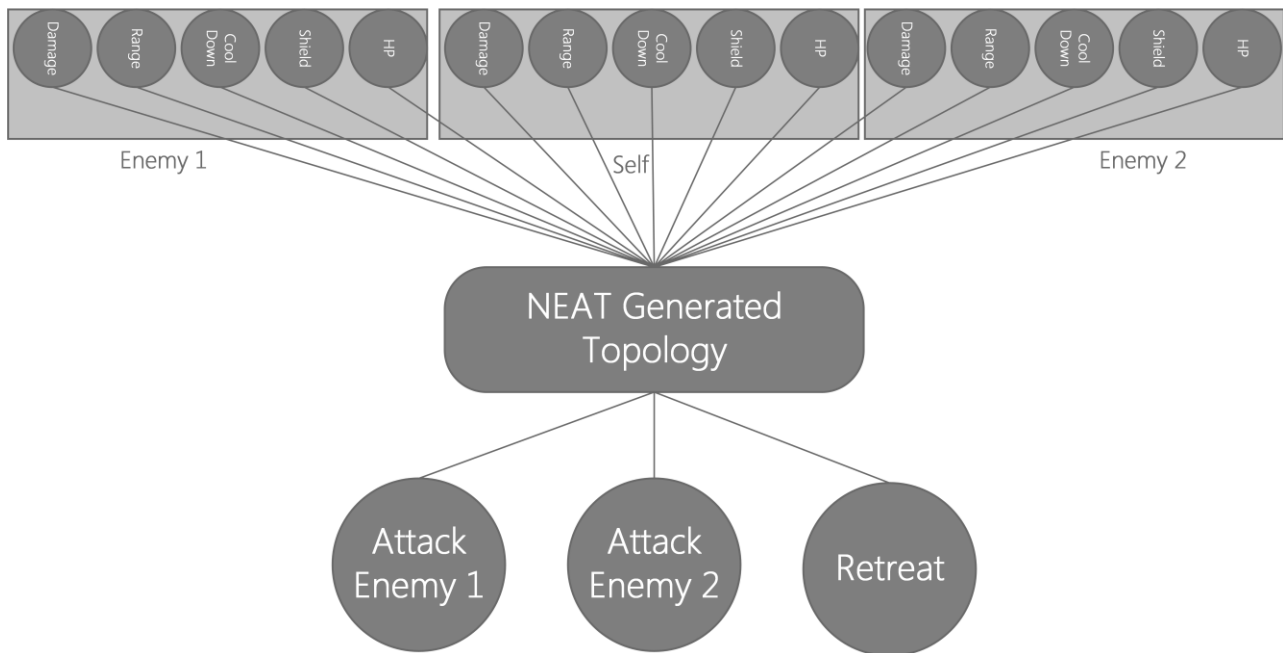 Damage
Range
Cool
Down
Shield
HP
Damage
Range
Cool
Down
Shield
HP
Damage
Range
Cool
Down
Shield
HP
Enemy 1
Self
Enemy 2
NEAT Generated
Topology
Attack
Enemy 1
Attack
Enemy 2
Retreat